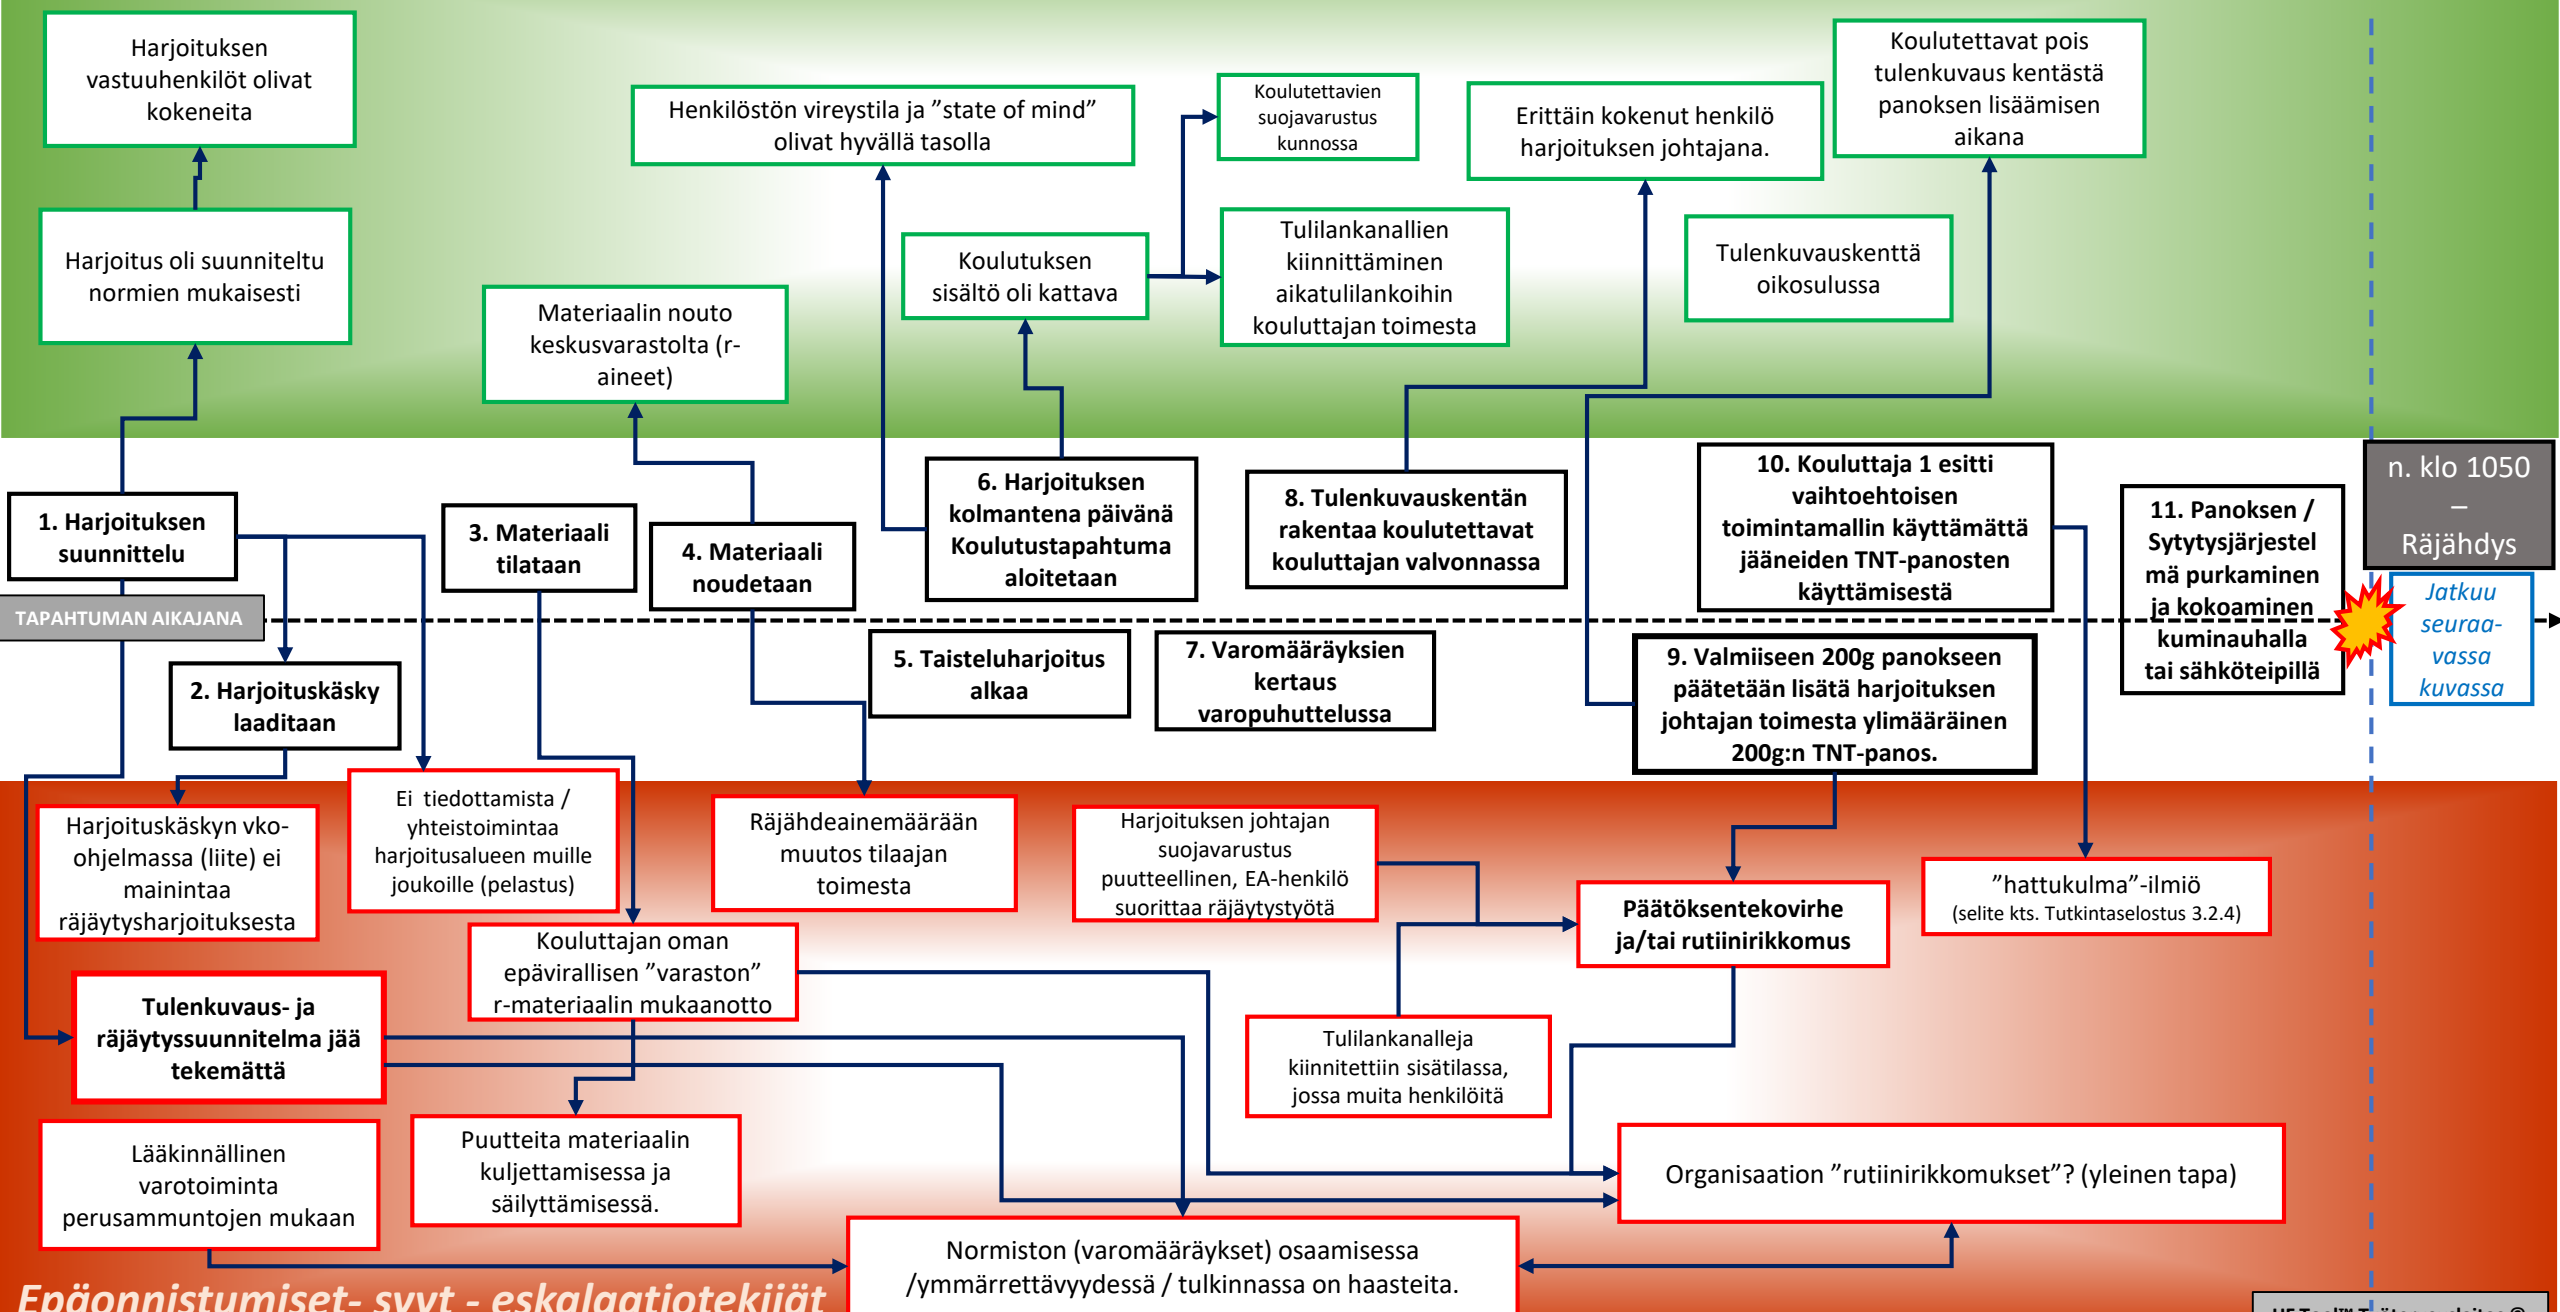 Harjoituksen
vastuuhenkilöt olivat
kokeneita
Harjoitus oli suunniteltu
normien mukaisesti
Materiaalin nouto
keskusvarastolta (r-
aineet)
Henkilöstön vireystila ja ”state of mind”
olivat hyvällä tasolla
Koulutuksen
sisältö oli kattava
Koulutettavien
suojavarustus
kunnossa
Tulilankanallien
kiinnittäminen
aikatulilankoihin
kouluttajan toimesta
Erittäin kokenut henkilö
harjoituksen johtajana.
Koulutettavat pois
tulenkuvaus kentästä
panoksen lisäämisen
aikana
Tulenkuvauskenttä
oikosulussa
1. Harjoituksen
suunnittelu
TAPAHTUMAN AIKAJANA
2. Harjoituskäsky
laaditaan
3. Materiaali
tilataan
4. Materiaali
noudetaan
5. Taisteluharjoitus
alkaa
6. Harjoituksen
kolmantena päivänä
Koulutustapahtuma
aloitetaan
7. Varomääräyksien
kertaus
varopuhuttelussa
8. Tulenkuvauskentän
rakentaa koulutettavat
kouluttajan valvonnassa
9. Valmiiseen 200g panokseen
päätetään lisätä harjoituksen
johtajan toimesta ylimääräinen
200g:n TNT-panos.
10. Kouluttaja 1 esitti
vaihtoehtoisen
toimintamallin käyttämättä
jääneiden TNT-panosten
käyttämisestä
11. Panoksen /
Sytytysjärjestel
mä purkaminen
ja kokoaminen
kuminauhalla
tai sähköteipillä
n. klo 1050
–
Räjähdys
Jatkuu
seuraa-
vassa
kuvassa
Harjoituskäskyn vko-
ohjelmassa (liite) ei
mainintaa
räjäytysharjoituksesta
Ei tiedottamista /
yhteistoimintaa
harjoitusalueen muille
joukoille (pelastus)
Räjähdeainemäärään
muutos tilaajan
toimesta
Harjoituksen johtajan
suojavarustus
puutteellinen, EA-henkilö
suorittaa räjäytystyötä
Päätöksentekovirhe
ja/tai rutiinirikkomus
”hattukulma”-ilmiö
(selite kts. Tutkintaselostus 3.2.4)
Kouluttajan oman
epävirallisen ”varaston”
r-materiaalin mukaanotto
Tulenkuvaus- ja
räjäytyssuunnitelma jää
tekemättä
Tulilankanalleja
kiinnitettiin sisätilassa,
jossa muita henkilöitä
Lääkinnällinen
varotoiminta
perusammuntojen mukaan
Puutteita materiaalin
kuljettamisessa ja
säilyttämisessä.
Organisaation ”rutiinirikkomukset”? (yleinen tapa)
Normiston (varomääräykset) osaamisessa
/ymmärrettävyydessä / tulkinnassa on haasteita.
Epäonnistumiset- syyt - eskalaatiotekijät
HF Tool™ Työterveyslaitos ©